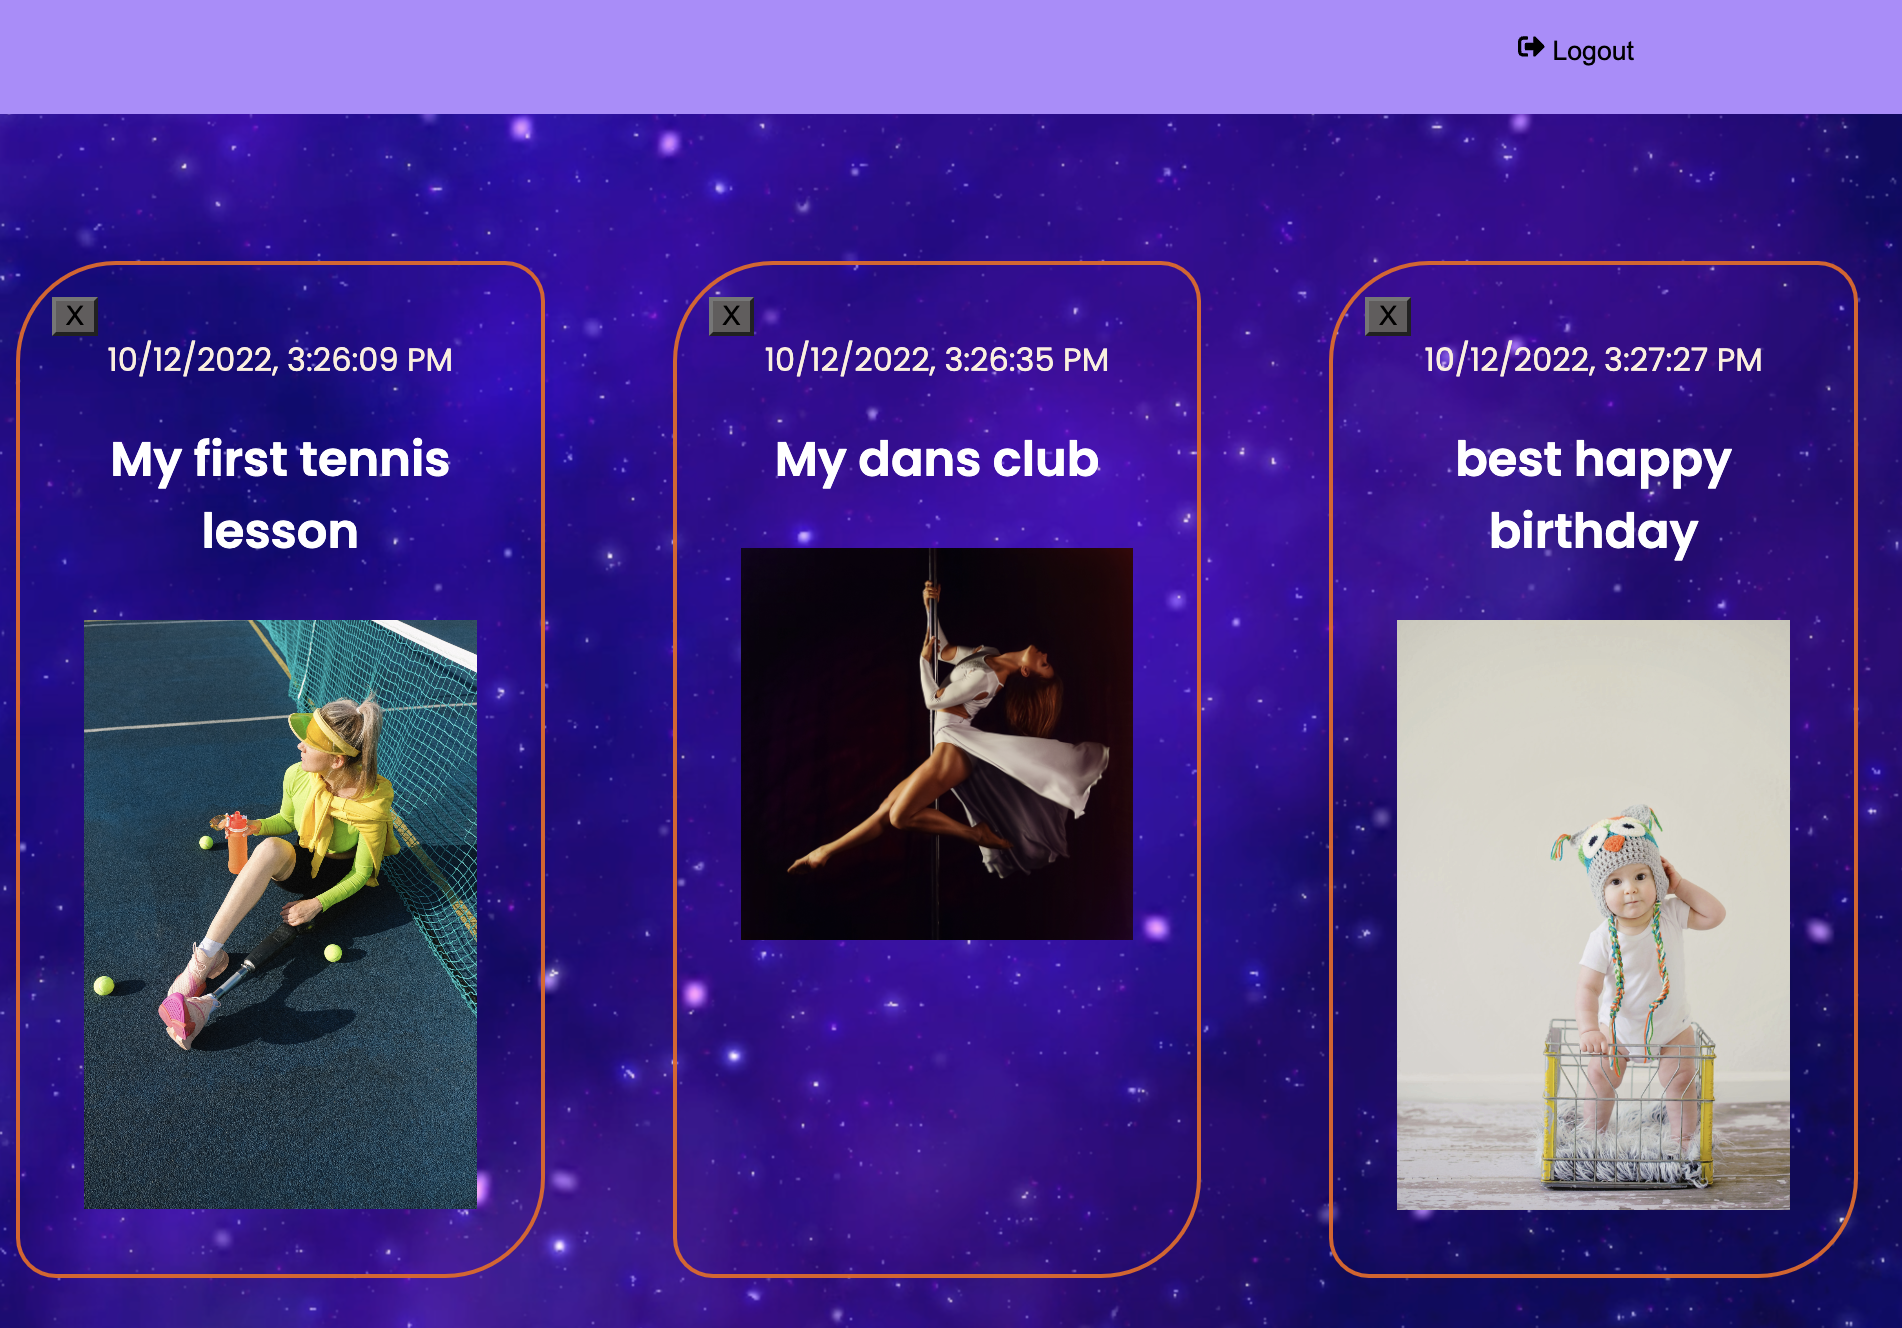 Logout
X
10/12/2022, 3:26:09 PM
My first tennis
lesson
X
10/12/2022, 3:26:35 PM
My dans club
X
10/12/2022, 3:27:27 PM
best happy
birthday